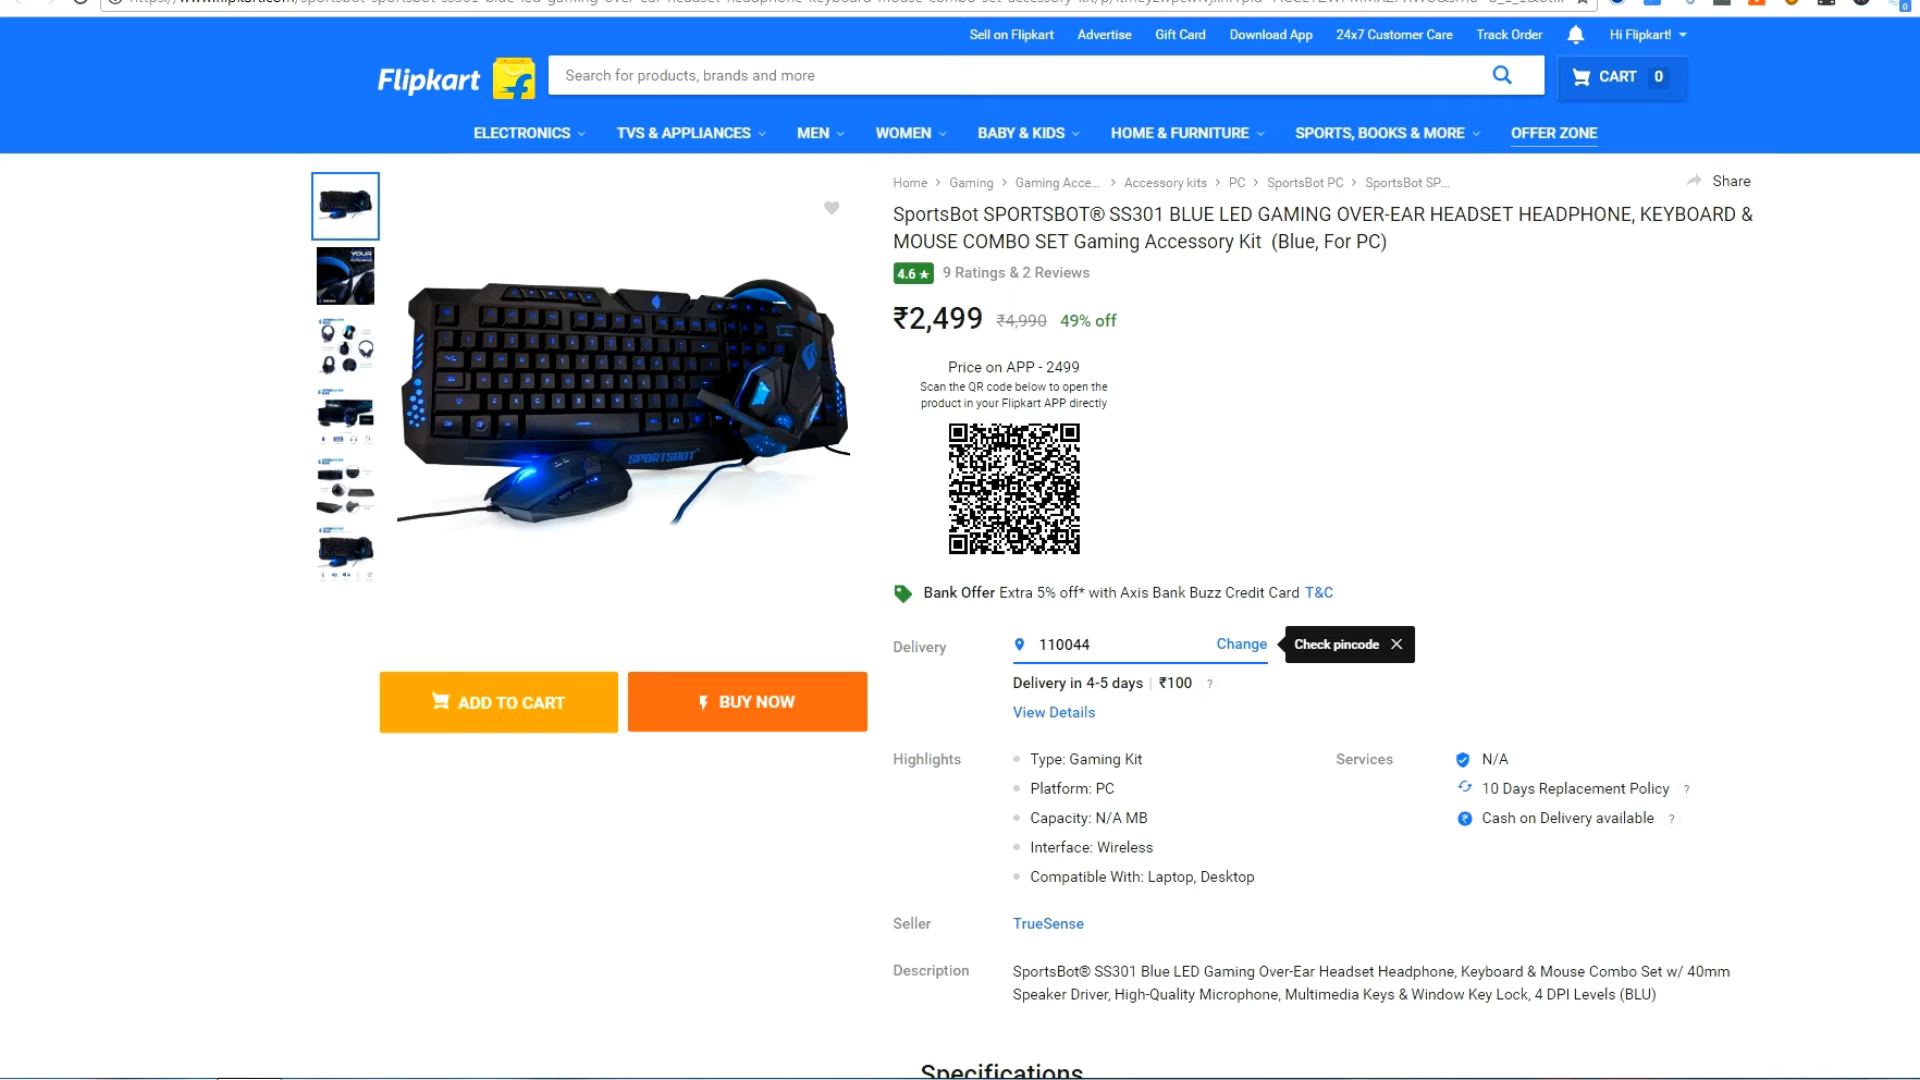 Sell on Flipkart Advertise Gift Card Download App 24x7 Customer Care Track Order Hi Flipkart!
Flipkart Search for products, brands and more CART 0
ELECTRONICS TVS & APPLIANCES MEN WOMEN BABY & KIDS HOME & FURNITURE SPORTS, BOOKS & MORE OFFER ZONE
Home > Gaming > Gaming Acce... > Accessory kits > PC > SportsBot PC > SportsBot SP... Share
SportsBot SPORTSBOT® SS301 BLUE LED GAMING OVER-EAR HEADSET HEADPHONE, KEYBOARD &
MOUSE COMBO SET Gaming Accessory Kit (Blue, For PC)
4.6 ★ 9 Ratings & 2 Reviews
₹2,499 ₹4,990 49% off
Price on APP - 2499
Scan the QR code below to open the
product in your Flipkart APP directly
SPORTSBOT
Bank Offer Extra 5% off* with Axis Bank Buzz Credit Card T&C
Delivery 110044 Change Check pincode
Delivery in 4-5 days | ₹100 ?
View Details
ADD TO CART BUY NOW
Highlights Type: Gaming Kit Services N/A
Platform: PC 10 Days Replacement Policy ?
Capacity: N/A MB Cash on Delivery available ?
Interface: Wireless
Compatible With: Laptop, Desktop
Seller TrueSense
Description SportsBot® SS301 Blue LED Gaming Over-Ear Headset Headphone, Keyboard & Mouse Combo Set w/ 40mm
Speaker Driver, High-Quality Microphone, Multimedia Keys & Window Key Lock, 4 DPI Levels (BLU)
Specifications